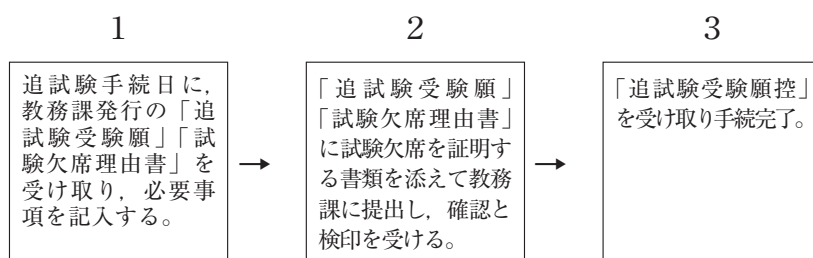 1
追試験手続日に，
教務課発行の「追
試験受験願」「試
験欠席理由書」を
受け取り，必要事
項を記入する。
→
2
「追試験受験願」
「試験欠席理由書」
に試験欠席を証明す
る書類を添えて教務
課に提出し，確認と
検印を受ける。
→
3
「追試験受験願控」
を受け取り手続完了。